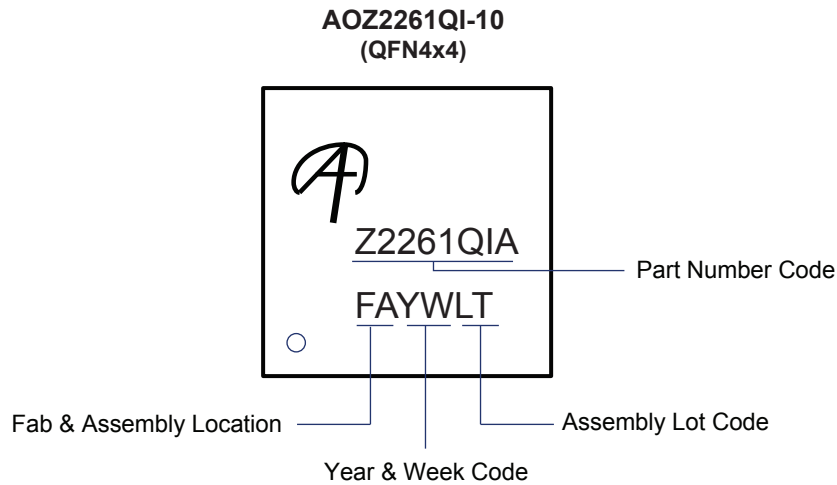 AOZ2261QI-10
(QFN4x4)
Z2261QIA
Part Number Code
FAYWLT
Fab & Assembly Location
Assembly Lot Code
Year & Week Code